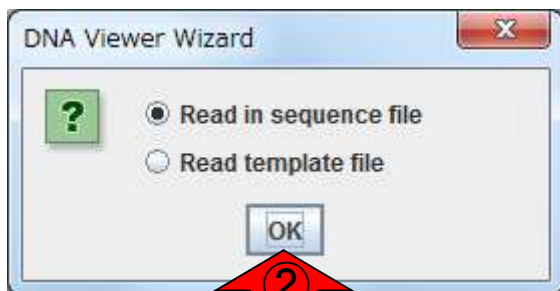 DNA Viewer Wizard
x
?
Read in sequence file
Read template file
OK
②